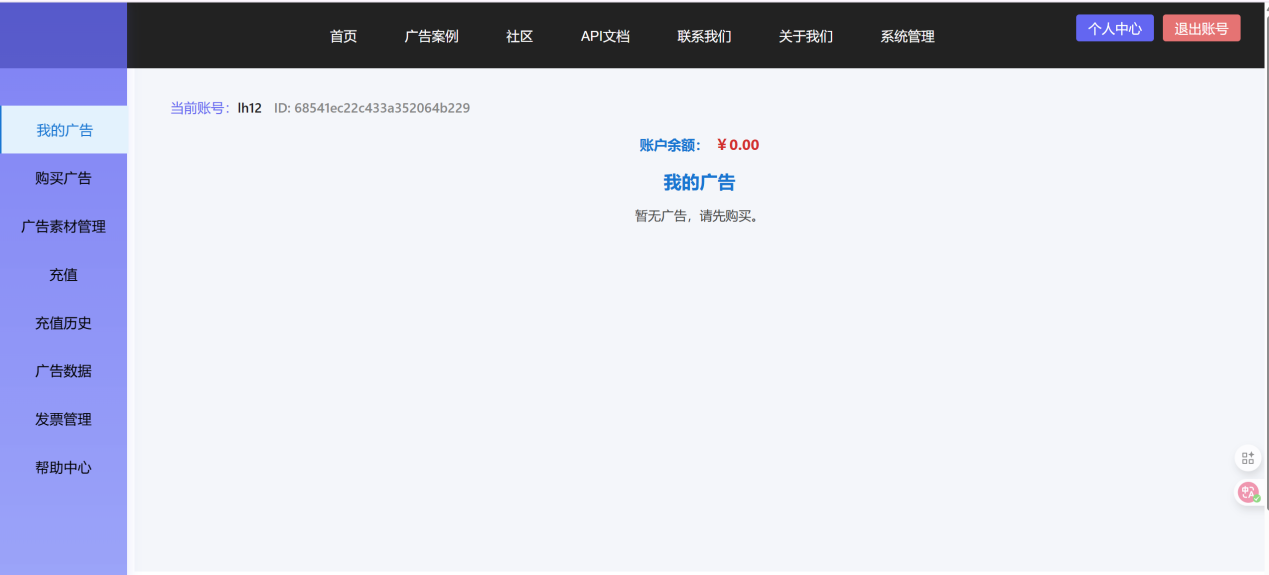 首页 广告案例 社区 API文档 联系我们 关于我们 系统管理 个人中心 退出账号
我的广告
购买广告
广告素材管理
充值
充值历史
广告数据
发票管理
帮助中心
当前账号：lh12 ID: 68541ec22c433a352064b229
账户余额： ¥0.00
我的广告
暂无广告，请先购买。